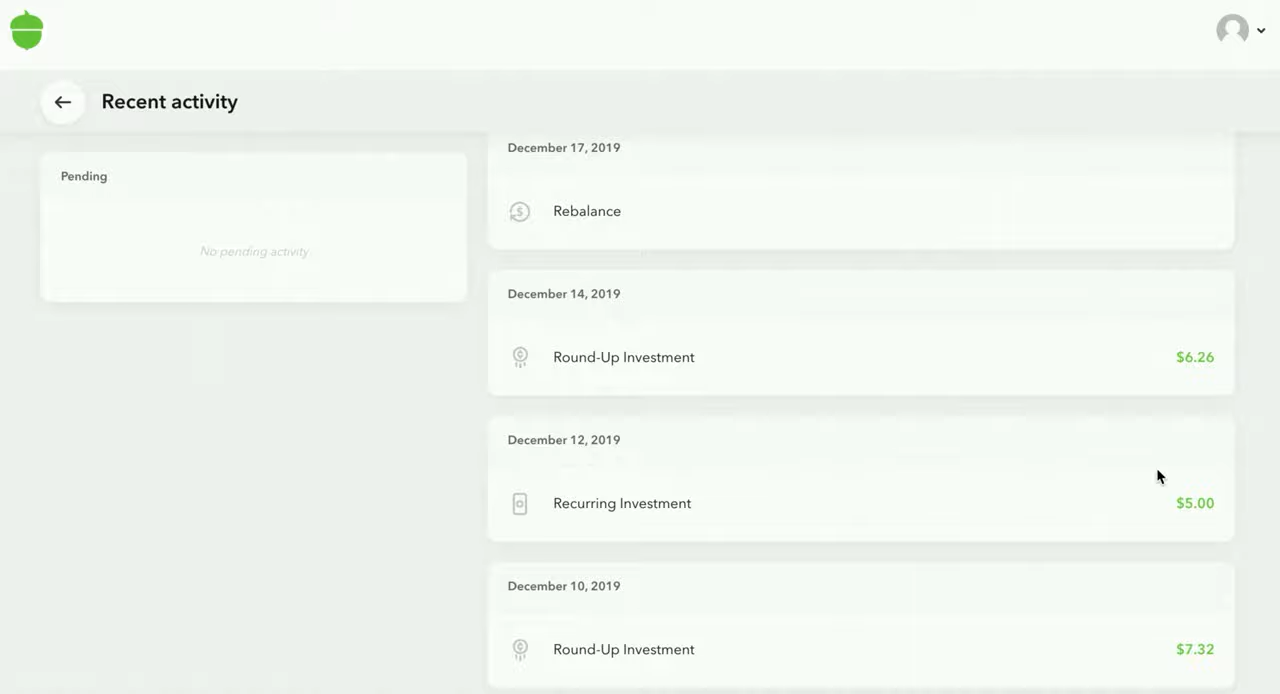 Recent activity
Pending
No pending activity
December 17, 2019
Rebalance
December 14, 2019
Round-Up Investment $6.26
December 12, 2019
Recurring Investment $5.00
December 10, 2019
Round-Up Investment $7.32